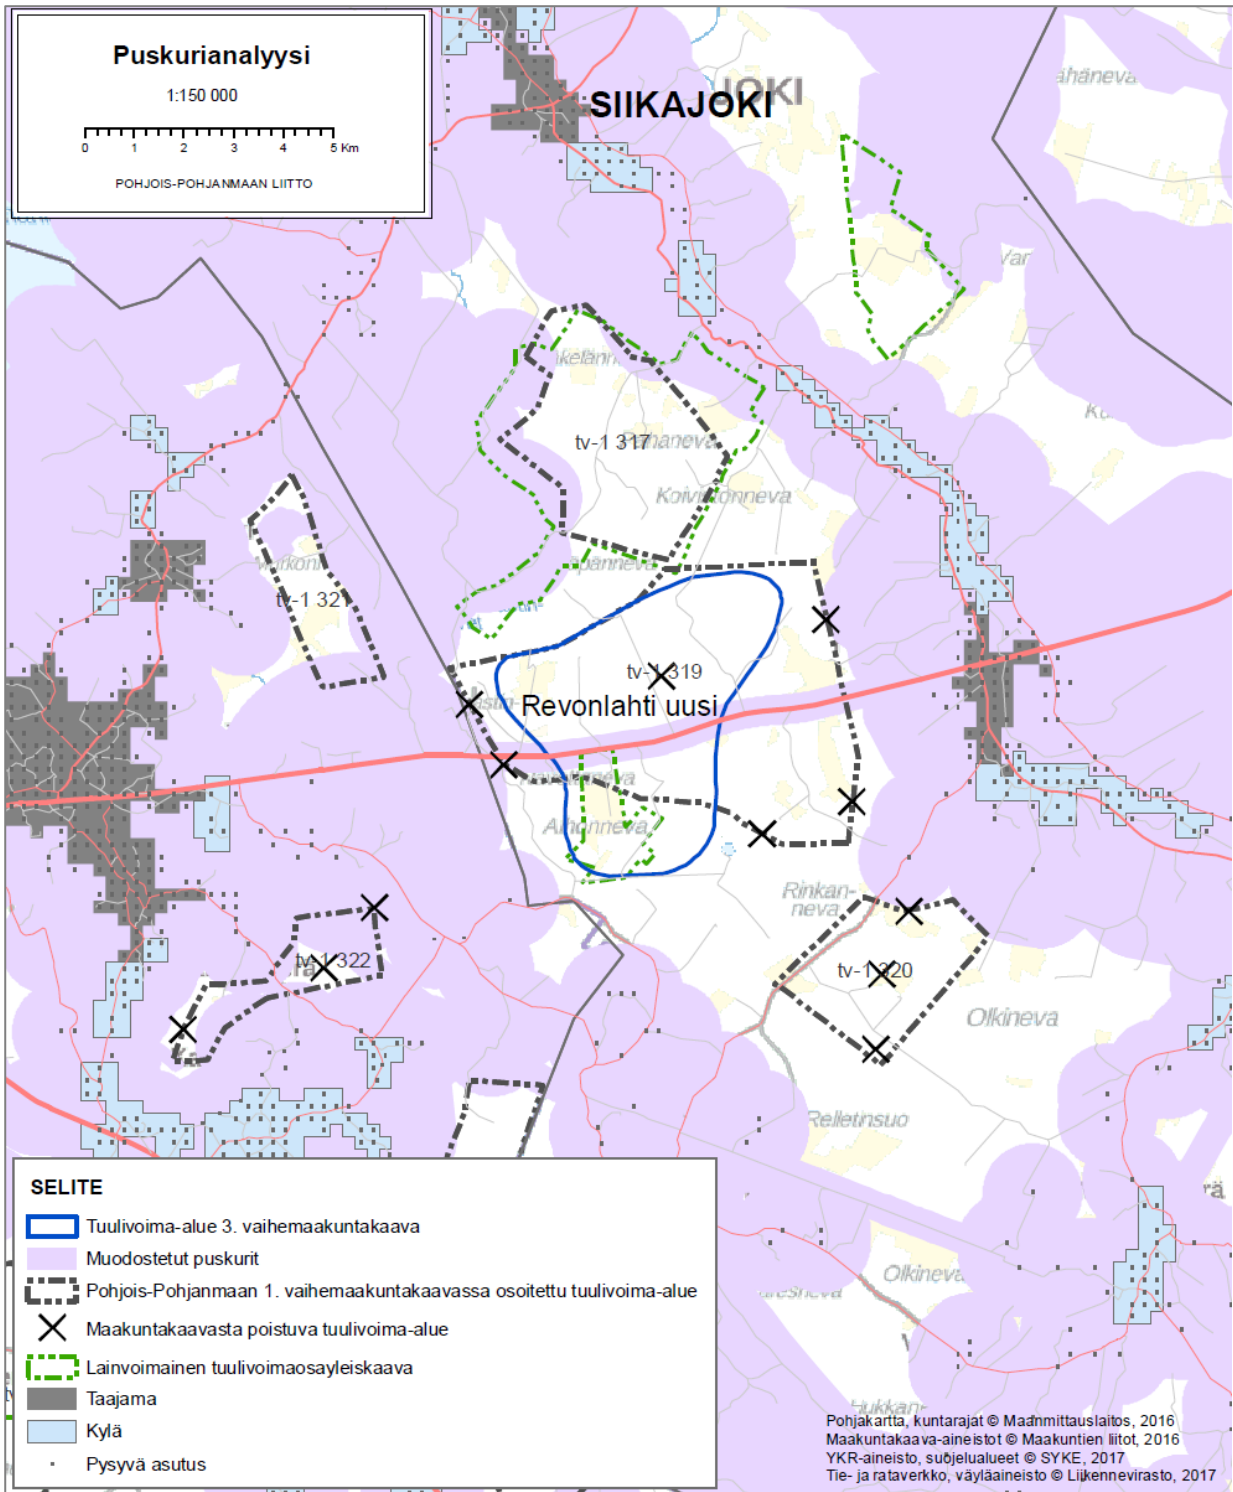 Puskurianalyysi
1:150 000
0 1 2 3 4 5 Km
POHJOIS-POHJANMAAN LIITTO
JOKI
SIIKAJOKI
tv-1 317
Koivistonneva
tv-1 321
tv-1 319
Revonlahti uusi
Aihonneva
Rinkan-
neva
tv-1 322
tv-1 320
Olkineva
Relletinsuo
Olkineva
SELITE
Tuulivoima-alue 3. vaihemaakuntakaava
Muodostetut puskurit
Pohjois-Pohjanmaan 1. vaihemaakuntakaavassa osoitettu tuulivoima-alue
Maakuntakaavasta poistuva tuulivoima-alue
Lainvoimainen tuulivoimaosayleiskaava
Taajama
Kylä
Pysyvä asutus
Pohjakartta, kuntarajat © Maanmittauslaitos, 2016
Maakuntakaava-aineistot © Maakuntien liitot, 2016
YKR-aineisto, suojelualueet © SYKE, 2017
Tie- ja rataverkko, väyläaineisto © Liikennevirasto, 2017